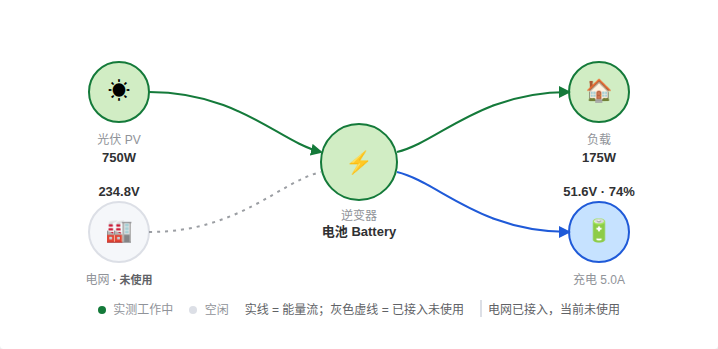 光伏 PV
750W
234.8V
电网 · 未使用
逆变器
电池 Battery
负载
175W
51.6V · 74%
充电 5.0A
实测工作中 空闲 实线 = 能量流；灰色虚线 = 已接入未使用 电网已接入，当前未使用